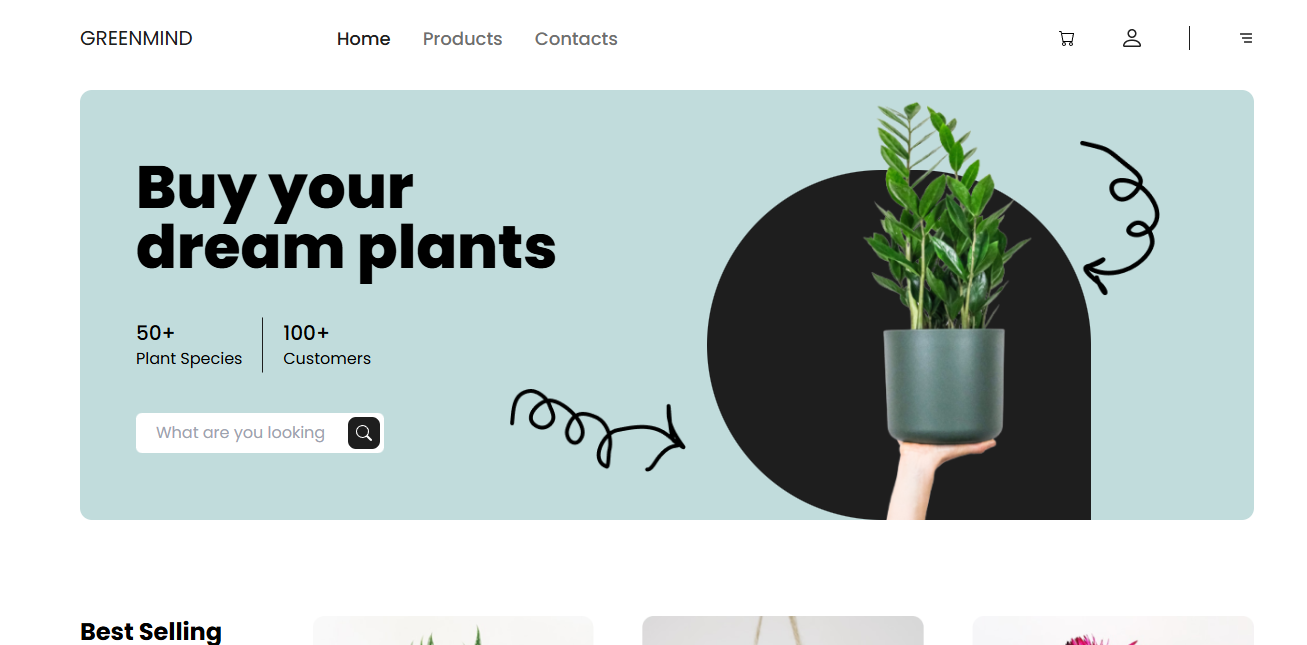 GREENMIND
Home Products Contacts
Buy your
dream plants
50+
Plant Species
100+
Customers
What are you looking
Best Selling